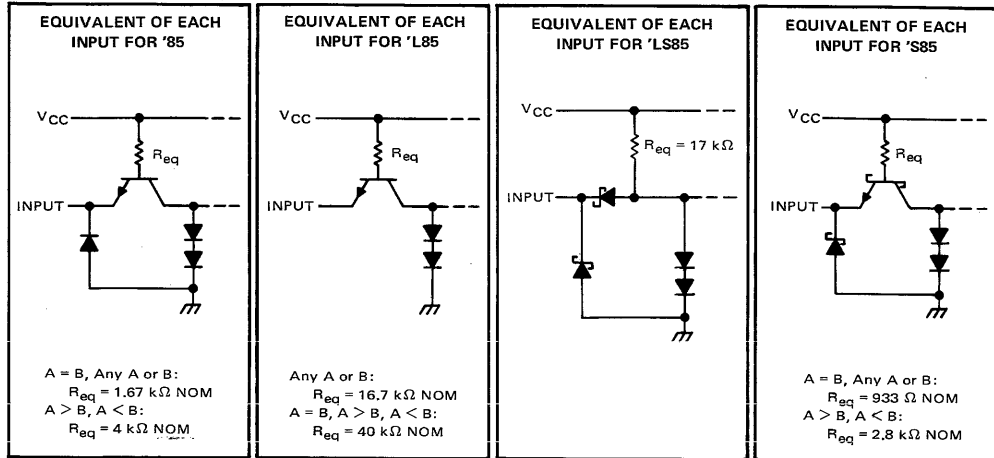 EQUIVALENT OF EACH
INPUT FOR '85
VCC
Req
INPUT
A = B, Any A or B:
Req = 1.67 kΩ NOM
A > B, A < B:
Req = 4 kΩ NOM
EQUIVALENT OF EACH
INPUT FOR 'L85
VCC
Req
INPUT
Any A or B:
Req = 16.7 kΩ NOM
A = B, A > B, A < B:
Req = 40 kΩ NOM
EQUIVALENT OF EACH
INPUT FOR 'LS85
VCC
Req = 17 kΩ
INPUT
EQUIVALENT OF EACH
INPUT FOR 'S85
VCC
Req
INPUT
A = B, Any A or B:
Req = 933 Ω NOM
A > B, A < B:
Req = 2.8 kΩ NOM